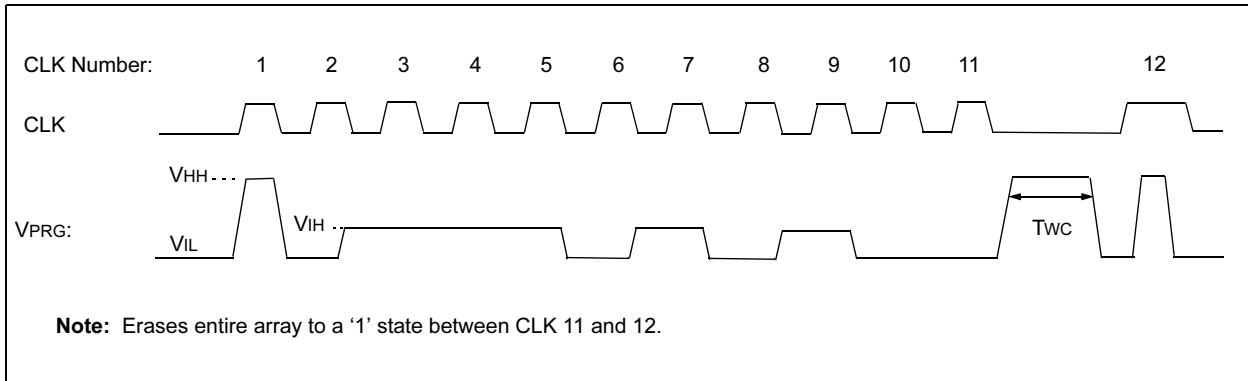 CLK Number: 1 2 3 4 5 6 7 8 9 10 11 12
CLK
VHH
VIH
VPRG:
VIL
TWC
Note: Erases entire array to a ‘1’ state between CLK 11 and 12.